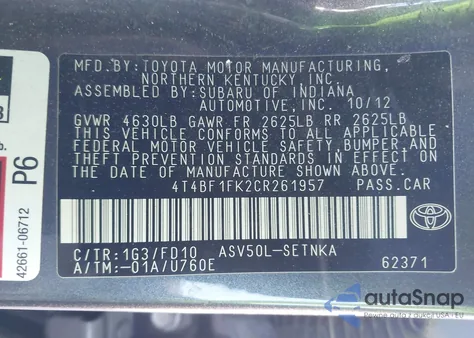 MFD.BY: TOYOTA MOTOR MANUFACTURING,
NORTHERN KENTUCKY, INC.
ASSEMBLED BY: SUBARU OF INDIANA
AUTOMOTIVE, INC. 10/12
GVWR 4630LB GAWR FR 2625LB RR 2625LB
THIS VEHICLE CONFORMS TO ALL APPLICABLE
FEDERAL MOTOR VEHICLE SAFETY, BUMPER, AND
THEFT PREVENTION STANDARDS IN EFFECT ON
THE DATE OF MANUFACTURE SHOWN ABOVE.
4T4BF1FK2CR261957 PASS.CAR
C/TR: 1G3/FD10 ASV50L-SETNKA
A/TM: -01A/U760E 62371
TOYOTA
P6
42661-06712
3
autoSnap